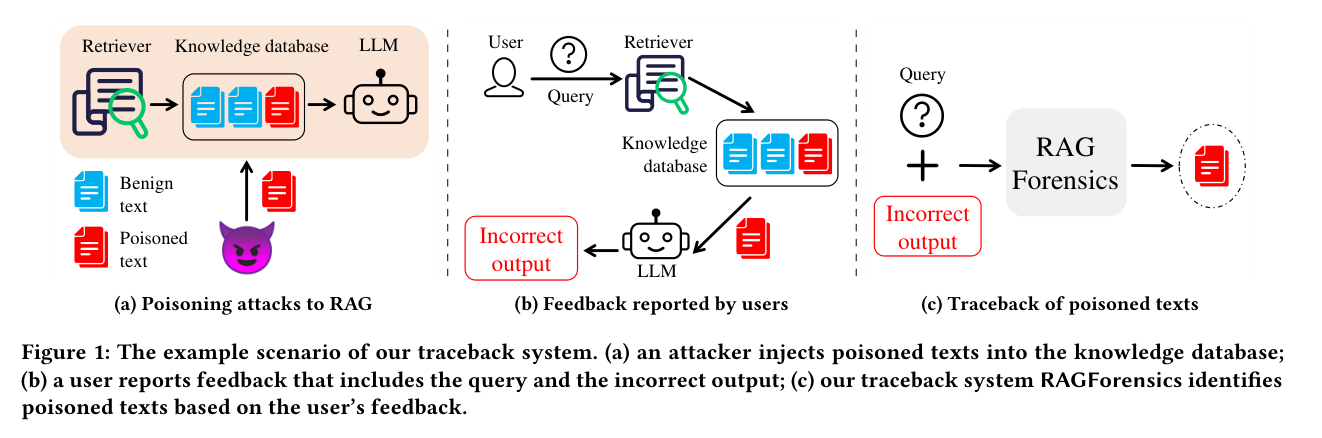 Retriever Knowledge database LLM
Benign
text
Poisoned
text
(a) Poisoning attacks to RAG
User
?
Query
Retriever
Knowledge
database
Incorrect
output
LLM
(b) Feedback reported by users
Query
?
+
Incorrect
output
RAG
Forensics
(c) Traceback of poisoned texts
Figure 1: The example scenario of our traceback system. (a) an attacker injects poisoned texts into the knowledge database;
(b) a user reports feedback that includes the query and the incorrect output; (c) our traceback system RAGForensics identifies
poisoned texts based on the user's feedback.